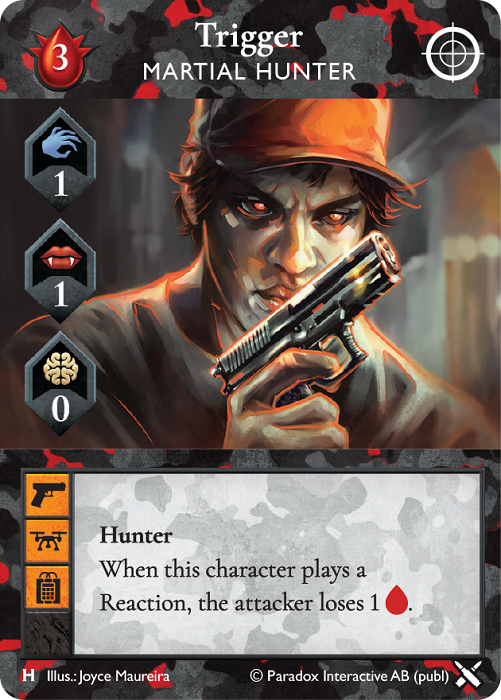 3
Trigger
MARTIAL HUNTER
1
1
0
Hunter
When this character plays a
Reaction, the attacker loses 1 .
H Illus.: Joyce Maureira © Paradox Interactive AB (publ)